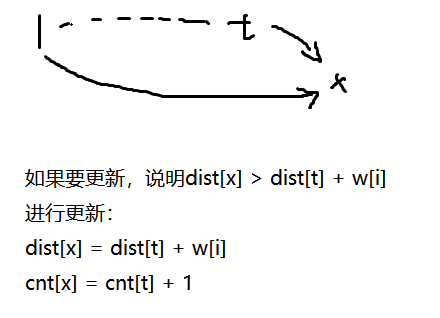 1 t
x
如果要更新，说明dist[x] > dist[t] + w[i]
进行更新：
dist[x] = dist[t] + w[i]
cnt[x] = cnt[t] + 1